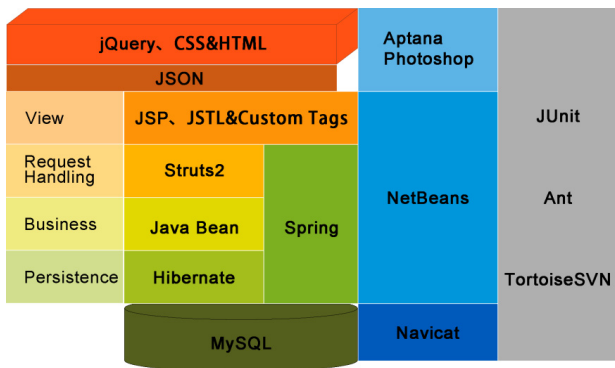 jQuery、CSS&HTML
JSON
Aptana
Photoshop
View
JSP、JSTL&Custom Tags
Request
Handling
Struts2
Business
Java Bean
Spring
Persistence
Hibernate
MySQL
NetBeans
Navicat
JUnit
Ant
TortoiseSVN